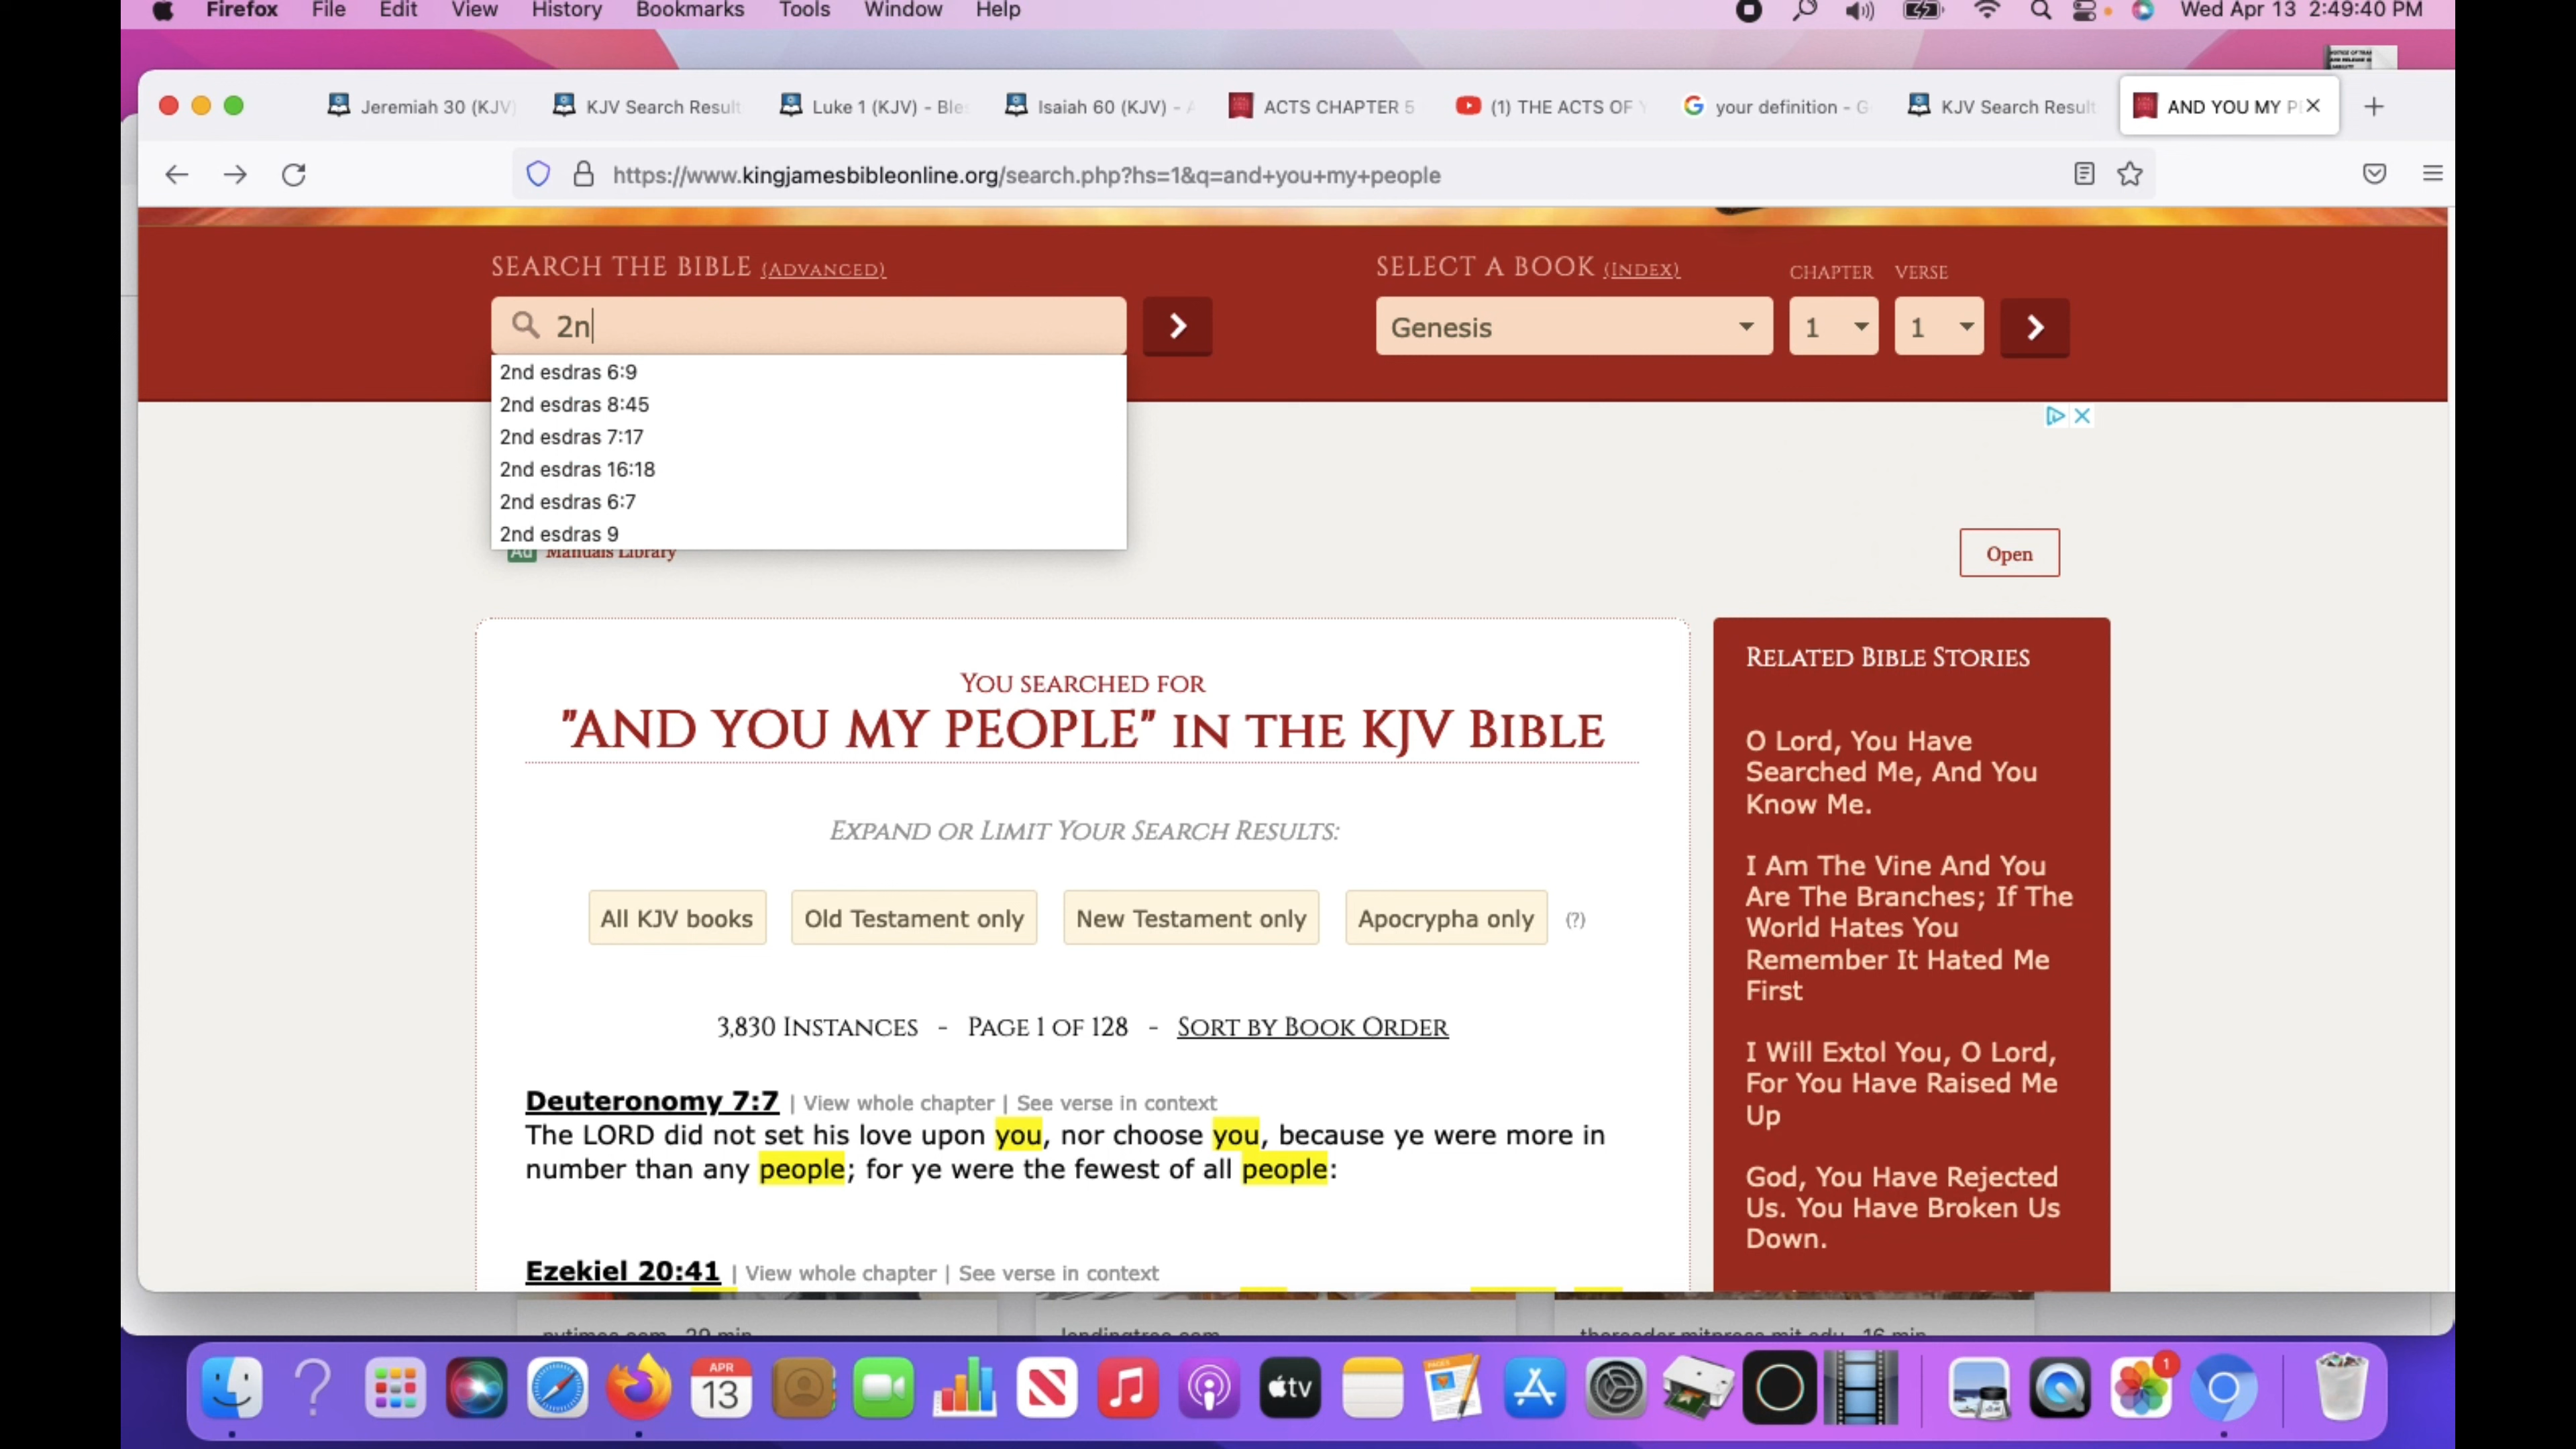 Firefox File Edit View History Bookmarks Tools Window Help
Wed Apr 13 2:49:40 PM
Jeremiah 30 (KJV)
KJV Search Result
Luke 1 (KJV) - Ble
Isaiah 60 (KJV) - A
ACTS CHAPTER 5
(1) THE ACTS OF Y
your definition - G
KJV Search Result
AND YOU MY P
https://www.kingjamesbibleonline.org/search.php?hs=1&q=and+you+my+people
SEARCH THE BIBLE (ADVANCED)
SELECT A BOOK (INDEX)
CHAPTER
VERSE
2n
Genesis
1
1
2nd esdras 6:9
2nd esdras 8:45
2nd esdras 7:17
2nd esdras 16:18
2nd esdras 6:7
2nd esdras 9
Ad Manuals Library
Open
YOU SEARCHED FOR
"AND YOU MY PEOPLE" IN THE KJV BIBLE
EXPAND OR LIMIT YOUR SEARCH RESULTS:
All KJV books
Old Testament only
New Testament only
Apocrypha only
(?)
3,830 INSTANCES - PAGE 1 OF 128 - SORT BY BOOK ORDER
Deuteronomy 7:7 | View whole chapter | See verse in context
The LORD did not set his love upon you, nor choose you, because ye were more in
number than any people; for ye were the fewest of all people:
Ezekiel 20:41 | View whole chapter | See verse in context
RELATED BIBLE STORIES
O Lord, You Have
Searched Me, And You
Know Me.
I Am The Vine And You
Are The Branches; If The
World Hates You
Remember It Hated Me
First
I Will Extol You, O Lord,
For You Have Raised Me
Up
God, You Have Rejected
Us. You Have Broken Us
Down.
APR
13
tv
PAGES
1